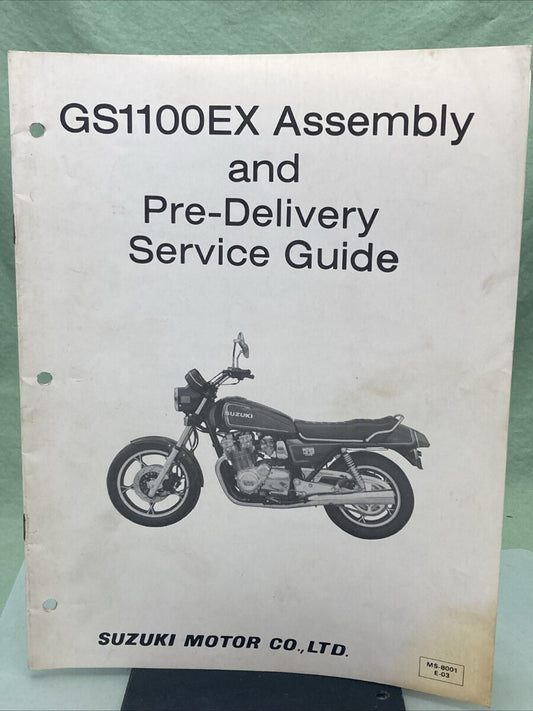 GS1100EX Assembly
and
Pre-Delivery
Service Guide
SUZUKI
SUZUKI MOTOR CO.,LTD.
MS-8001
E-03